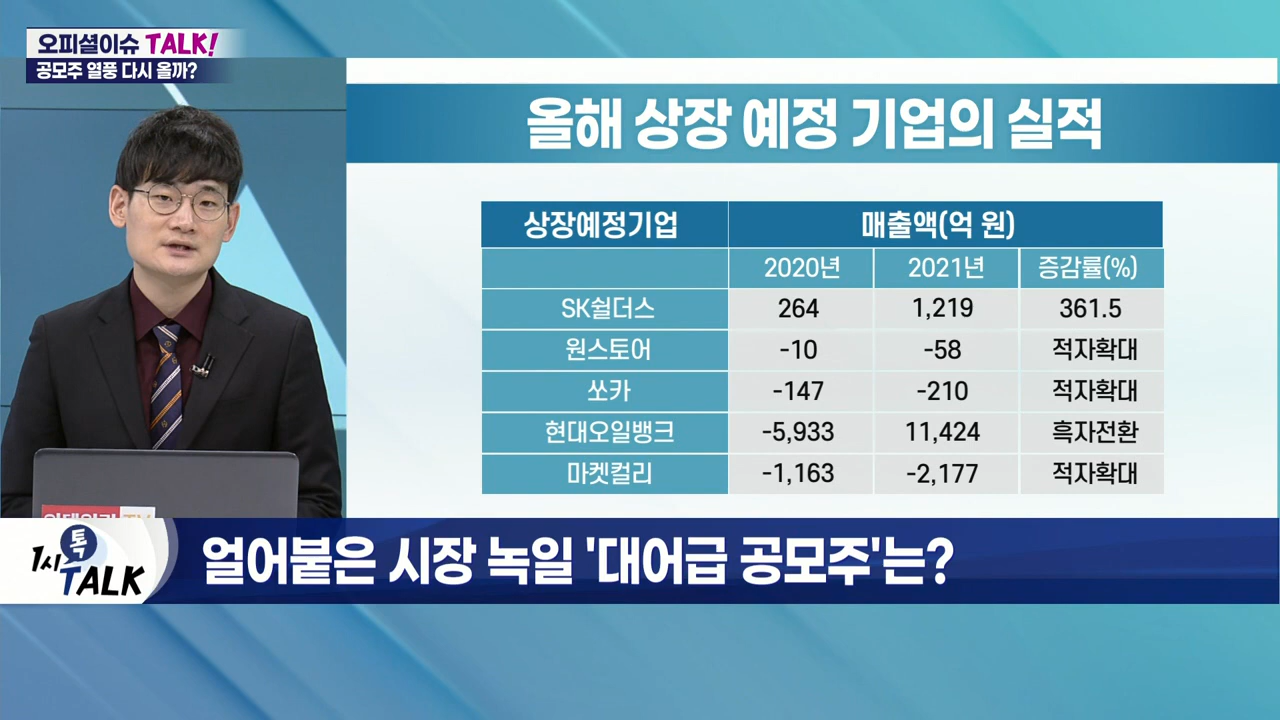 오피셜이슈 TALK!
공모주 열풍 다시 올까?
올해 상장 예정 기업의 실적
상장예정기업 매출액(억 원)
2020년 2021년 증감률(%)
SK쉴더스 264 1,219 361.5
원스토어 -10 -58 적자확대
쏘카 -147 -210 적자확대
현대오일뱅크 -5,933 11,424 흑자전환
마켓컬리 -1,163 -2,177 적자확대
1시톡
TALK
얼어붙은 시장 녹일 '대어급 공모주'는?